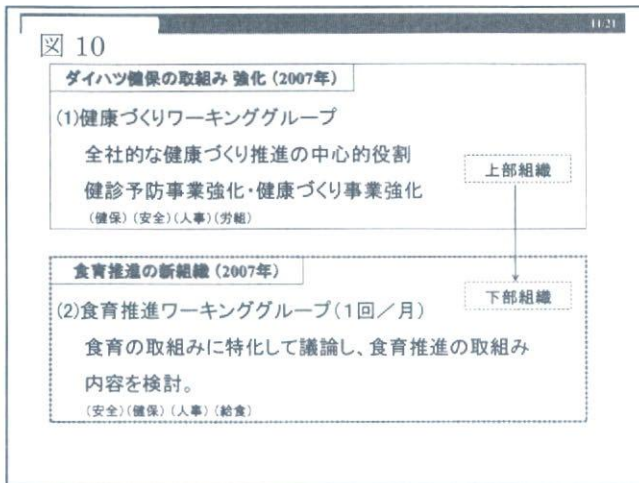 11/21
図 10
ダイハツ健保の取組み 強化 (2007年)
(1)健康づくりワーキンググループ
全社的な健康づくり推進の中心的役割
健診予防事業強化・健康づくり事業強化
(健保) (安全) (人事) (労組)
上部組織
食育推進の新組織 (2007年)
下部組織
(2)食育推進ワーキンググループ(1回／月)
食育の取組みに特化して議論し、食育推進の取組み
内容を検討。
(安全) (健保) (人事) (給食)